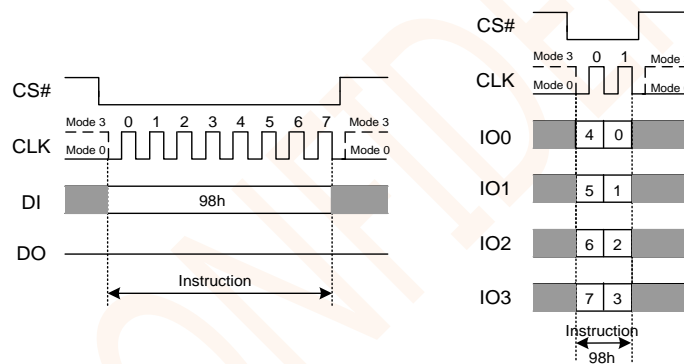 CS#
Mode 3 0 1 2 3 4 5 6 7 Mode 3
CLK Mode 0 Mode 0
DI 98h
DO
Instruction
CS#
Mode 3 0 1 Mode
CLK Mode 0 Mode
IO0 4 0
IO1 5 1
IO2 6 2
IO3 7 3
Instruction
98h